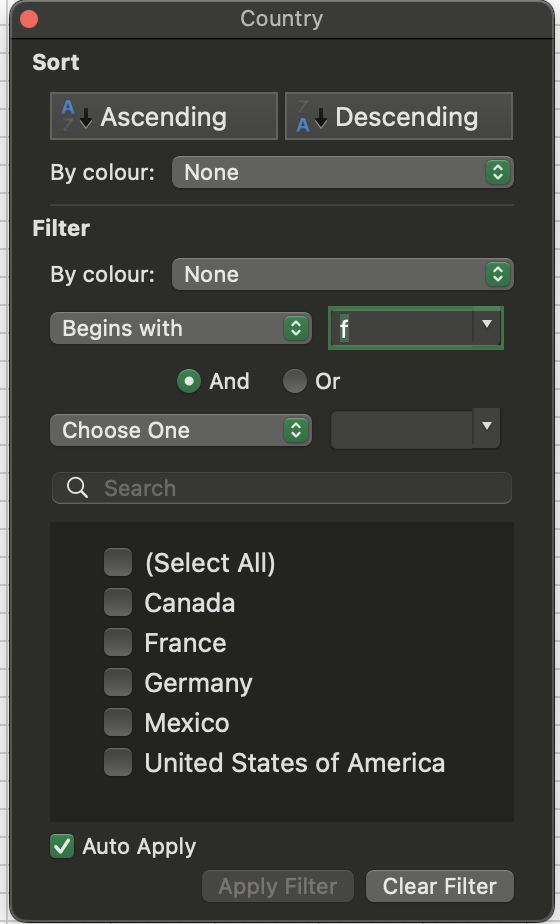 Country
Sort
A Z Ascending
Z A Descending
By colour: None
Filter
By colour: None
Begins with f
And Or
Choose One
Search
(Select All)
Canada
France
Germany
Mexico
United States of America
Auto Apply
Apply Filter Clear Filter